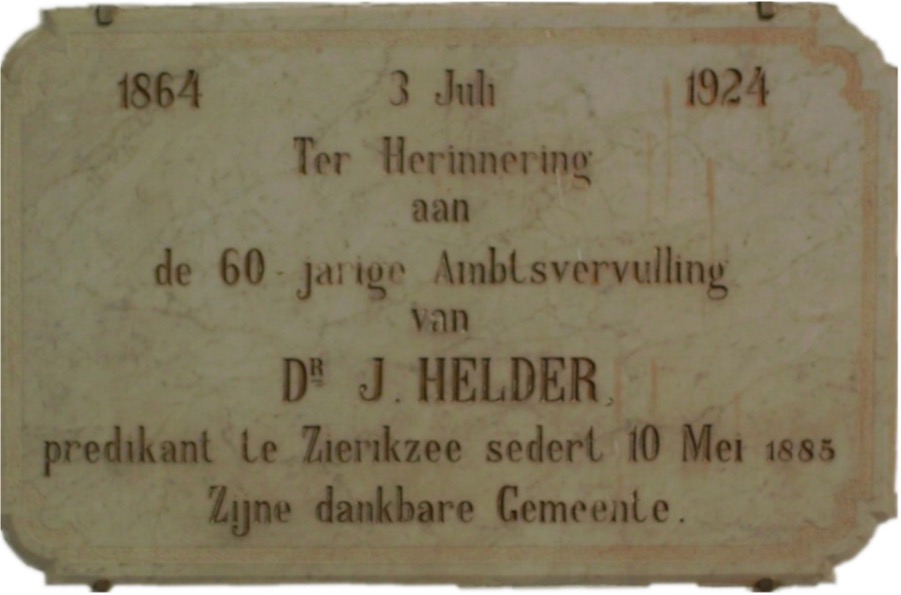 1864 3 Juli 1924
Ter Herinnering
aan
de 60-jarige Ambtsvervulling
van
Dr J. HELDER,
predikant te Zierikzee sedert 10 Mei 1885
Zijne dankbare Gemeente.